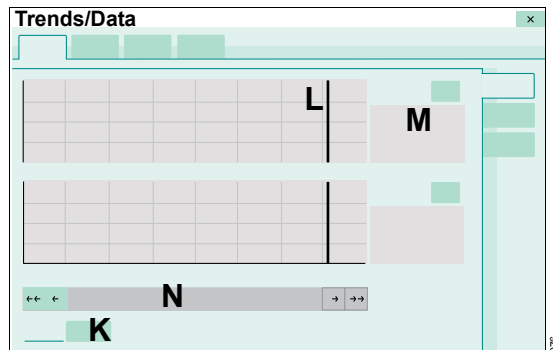 Trends/Data ×
L
M
←← ← N → →→
K